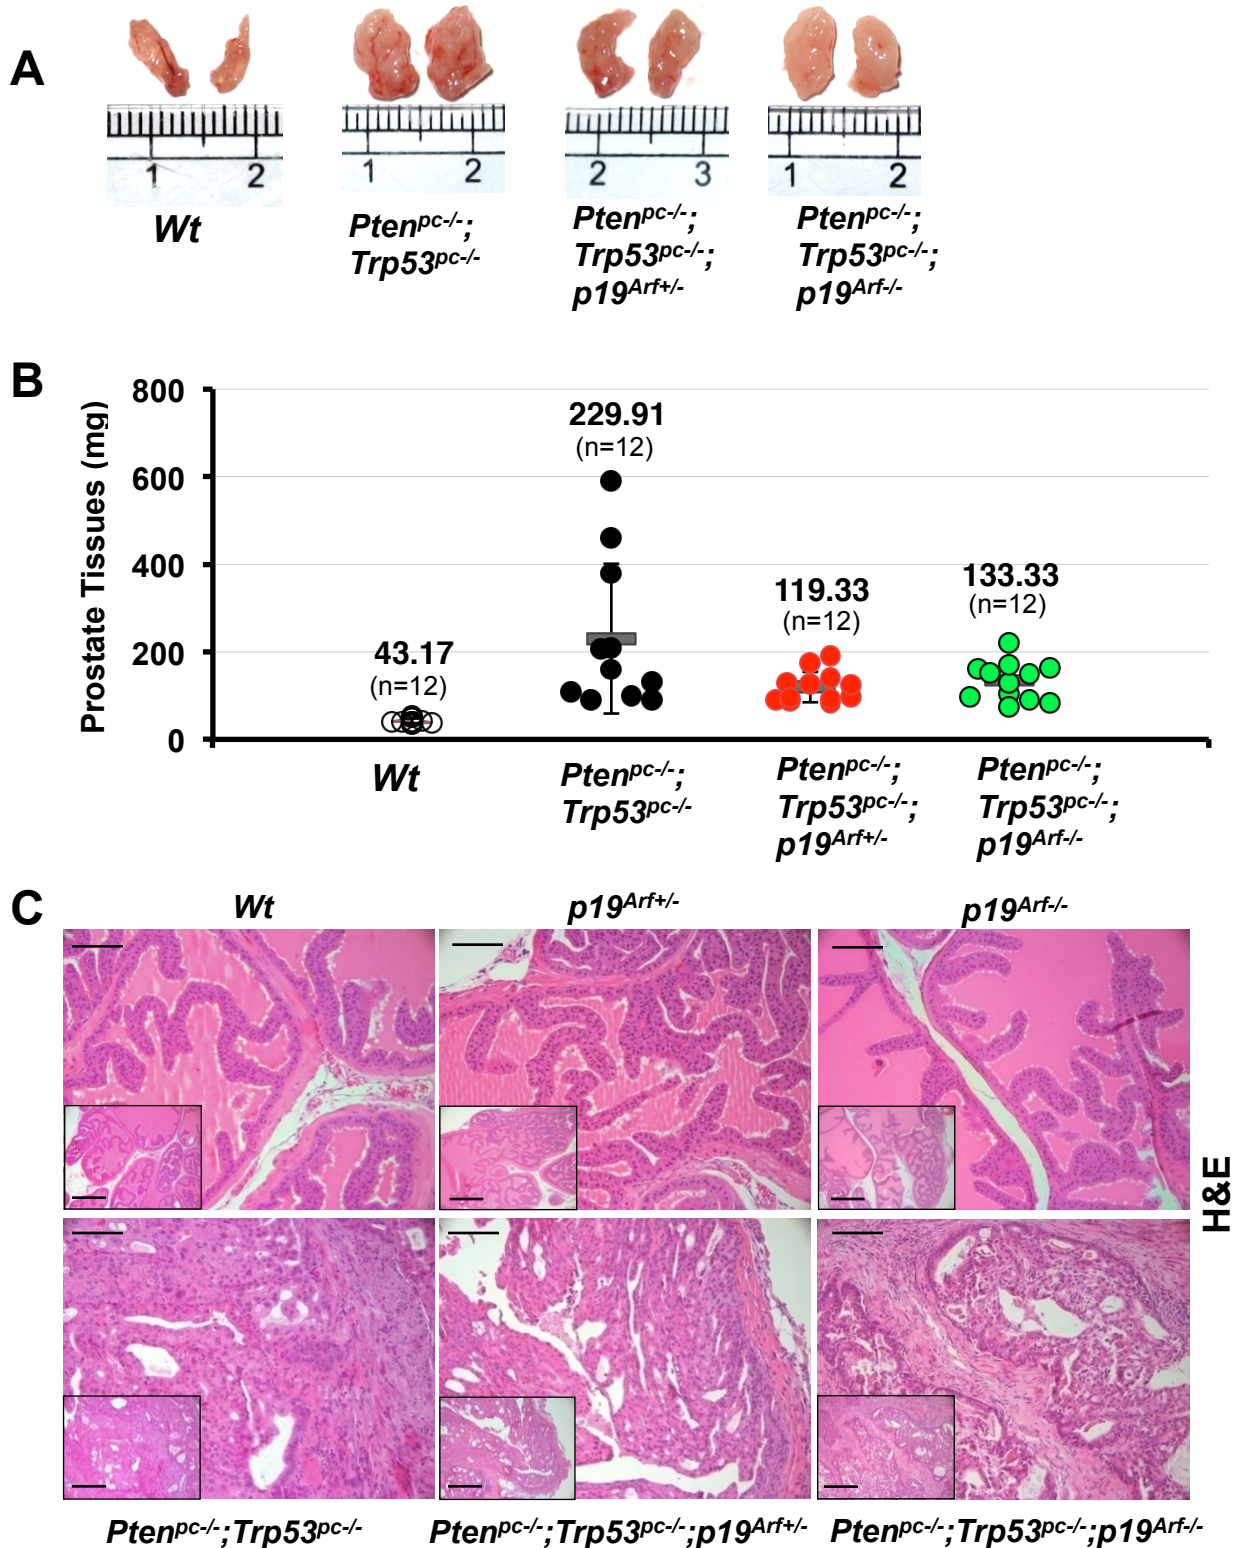 A
1 2
1 2
2 3
1 2
Wt
Pten^pc-/-;
Trp53^pc-/-
Pten^pc-/-;
Trp53^pc-/-;
p19^Arf+/-
Pten^pc-/-;
Trp53^pc-/-;
p19^Arf-/-
B
Prostate Tissues (mg)
800
600
400
200
0
43.17
(n=12)
229.91
(n=12)
119.33
(n=12)
133.33
(n=12)
Wt
Pten^pc-/-;
Trp53^pc-/-
Pten^pc-/-;
Trp53^pc-/-;
p19^Arf+/-
Pten^pc-/-;
Trp53^pc-/-;
p19^Arf-/-
C
Wt
p19^Arf+/-
p19^Arf-/-
H&E
Pten^pc-/-;Trp53^pc-/-
Pten^pc-/-;Trp53^pc-/-;p19^Arf+/-
Pten^pc-/-;Trp53^pc-/-;p19^Arf-/-